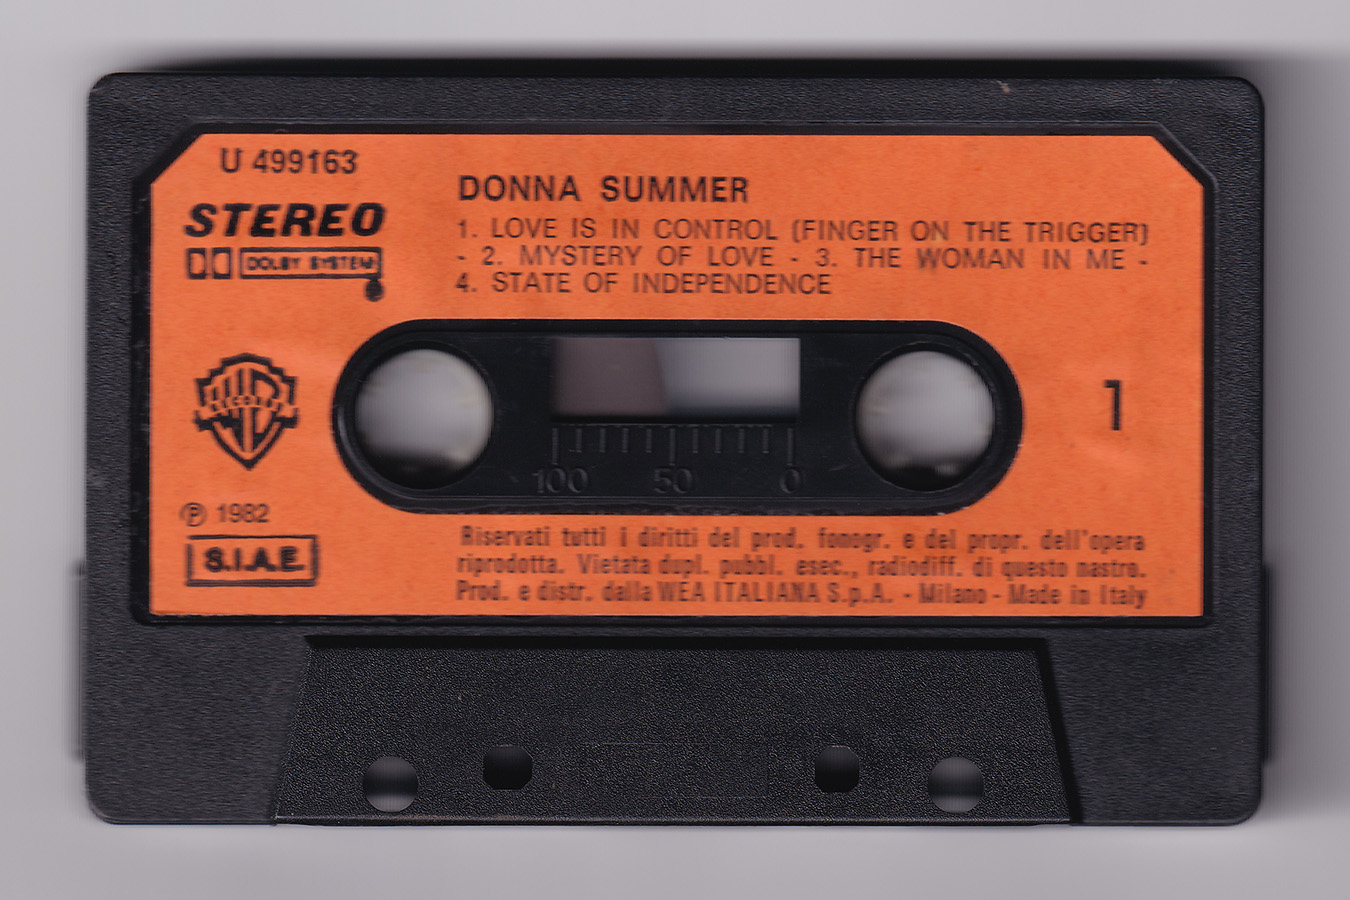 U 499163
STEREO
DOLBY SYSTEM
DONNA SUMMER
1. LOVE IS IN CONTROL (FINGER ON THE TRIGGER)
- 2. MYSTERY OF LOVE - 3. THE WOMAN IN ME -
4. STATE OF INDEPENDENCE
100 50 0
1
℗ 1982
S.I.A.E.
Riservati tutti i diritti del prod. fonogr. e del propr. dell'opera
riprodotta. Vietata dupl. pubbl. esec., radiodiff. di questo nastro.
Prod. e distr. dalla WEA ITALIANA S.p.A. - Milano - Made in Italy